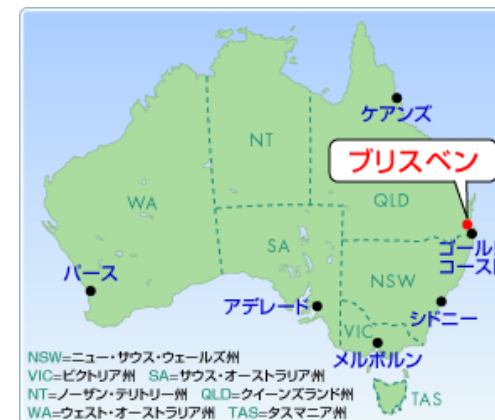 ケアンズ
NT
ブリスベン
WA
QLD
SA
ゴール
コース
パース
NSW
アデレード
シドニー
VIC
メルボルン
NSW=ニュー・サウス・ウェールズ州
VIC=ビクトリア州 SA=サウス・オーストラリア州
NT=ノーザン・テリトリー州 QLD=クイーンズランド州
WA=ウェスト・オーストラリア州 TAS=タスマニア州
TAS